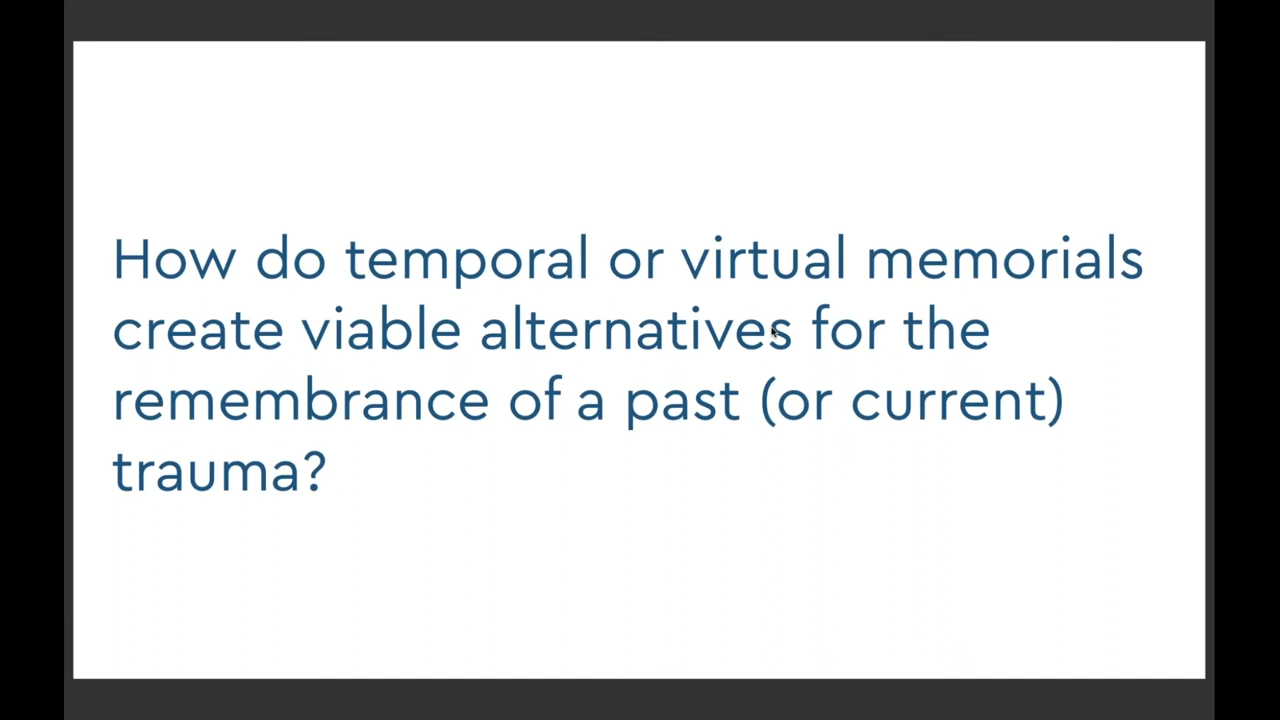 How do temporal or virtual memorials
create viable alternatives for the
remembrance of a past (or current)
trauma?